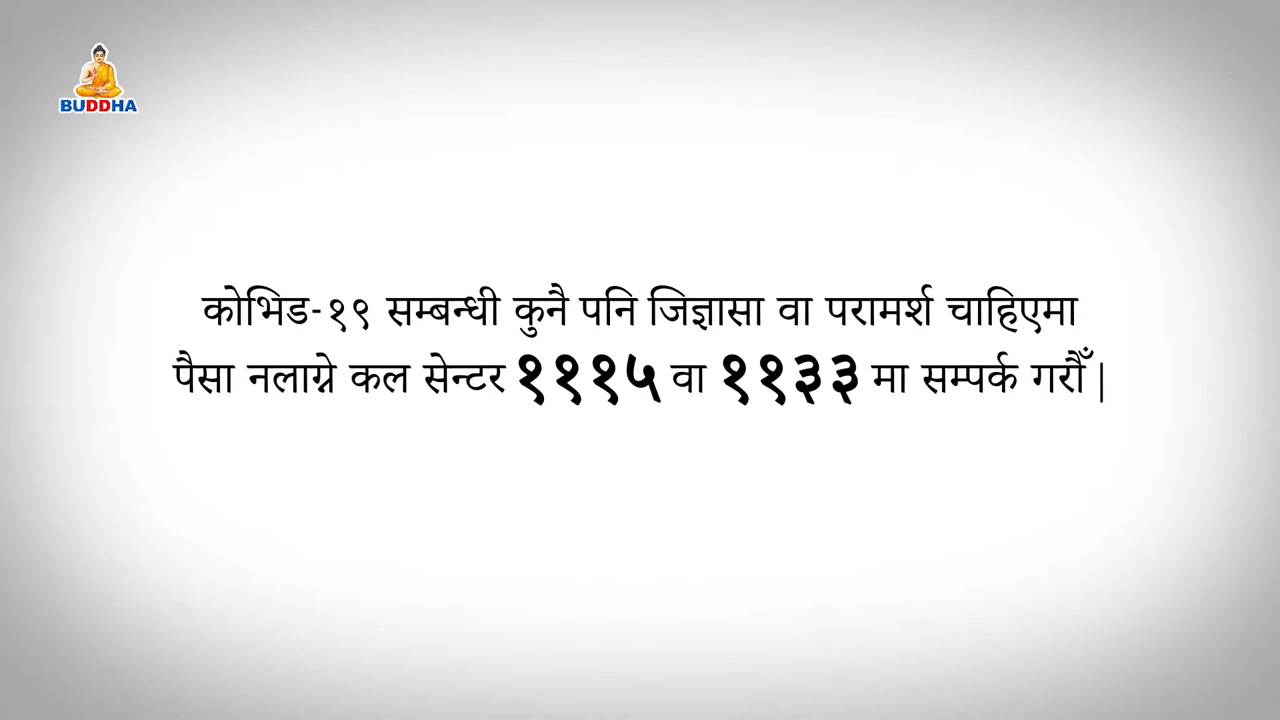 BUDDHA
कोभिड-१९ सम्बन्धी कुनै पनि जिज्ञासा वा परामर्श चाहिएमा
पैसा नलाग्ने कल सेन्टर १११५ वा ११३३ मा सम्पर्क गरौँ |